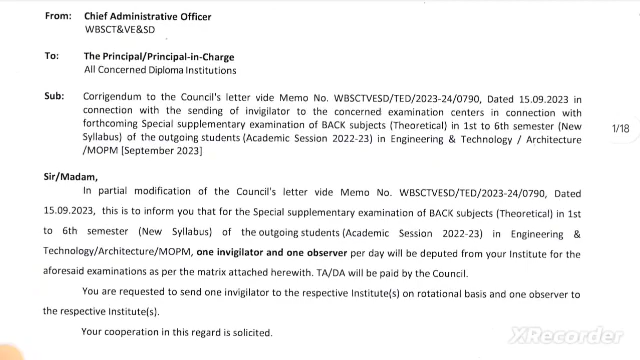 From: Chief Administrative Officer
WBSCT&VE&SD
To: The Principal/Principal-in-Charge
All Concerned Diploma Institutions
Sub: Corrigendum to the Council's letter vide Memo No. WBSCTVESD/TED/2023-24/0790, Dated 15.09.2023 in
connection with the sending of invigilator to the concerned examination centers in connection with
forthcoming Special supplementary examination of BACK subjects (Theoretical) in 1st to 6th semester (New
Syllabus) of the outgoing students (Academic Session 2022-23) in Engineering & Technology / Architecture
/MOPM [September 2023]
1/18
Sir/Madam,
In partial modification of the Council's letter vide Memo No. WBSCTVESD/TED/2023-24/0790, Dated
15.09.2023, this is to inform you that for the Special supplementary examination of BACK subjects (Theoretical) in 1st
to 6th semester (New Syllabus) of the outgoing students (Academic Session 2022-23) in Engineering &
Technology/Architecture/MOPM, one invigilator and one observer per day will be deputed from your Institute for the
aforesaid examinations as per the matrix attached herewith. TA/DA will be paid by the Council.
You are requested to send one invigilator to the respective Institute(s) on rotational basis and one observer to
the respective Institute(s).
Your cooperation in this regard is solicited.
XRecorder